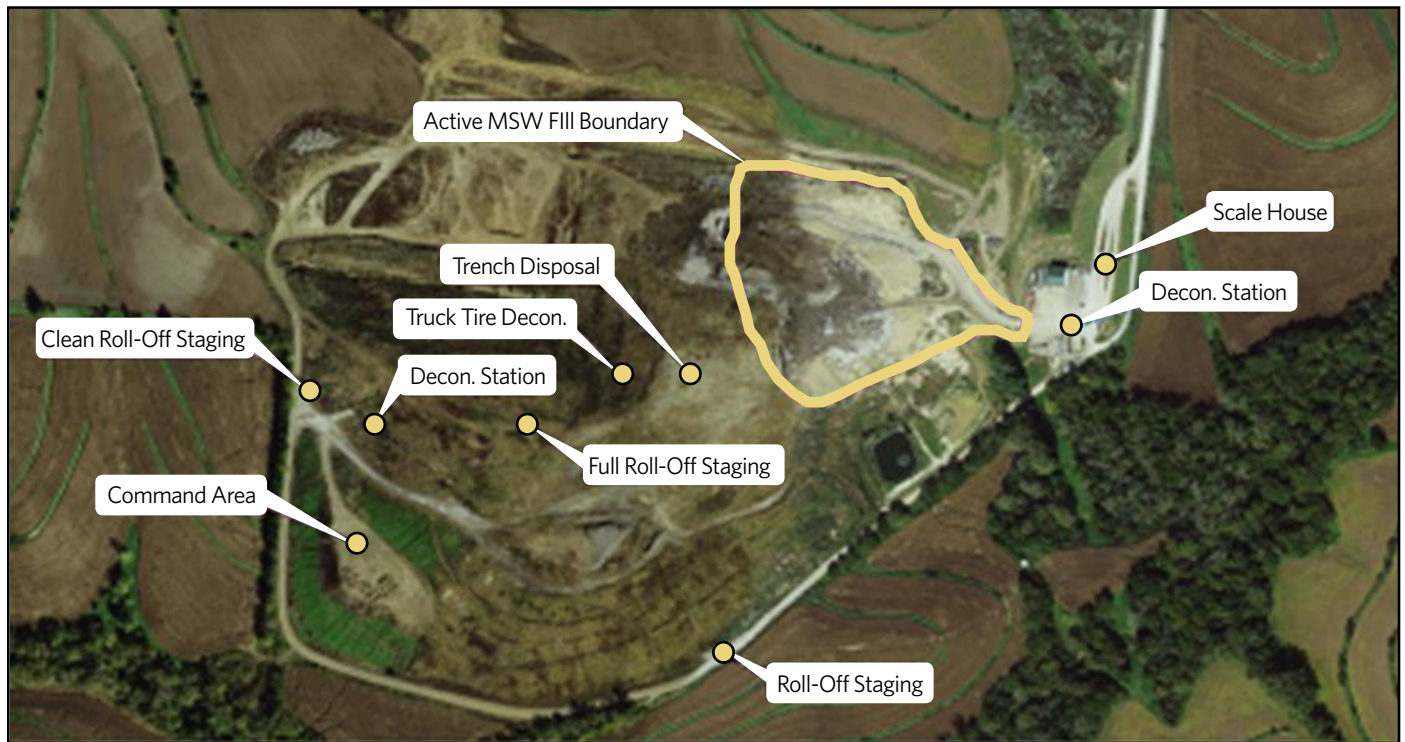 Active MSW FIll Boundary
Scale House
Trench Disposal
Decon. Station
Truck Tire Decon.
Clean Roll-Off Staging
Decon. Station
Full Roll-Off Staging
Command Area
Roll-Off Staging